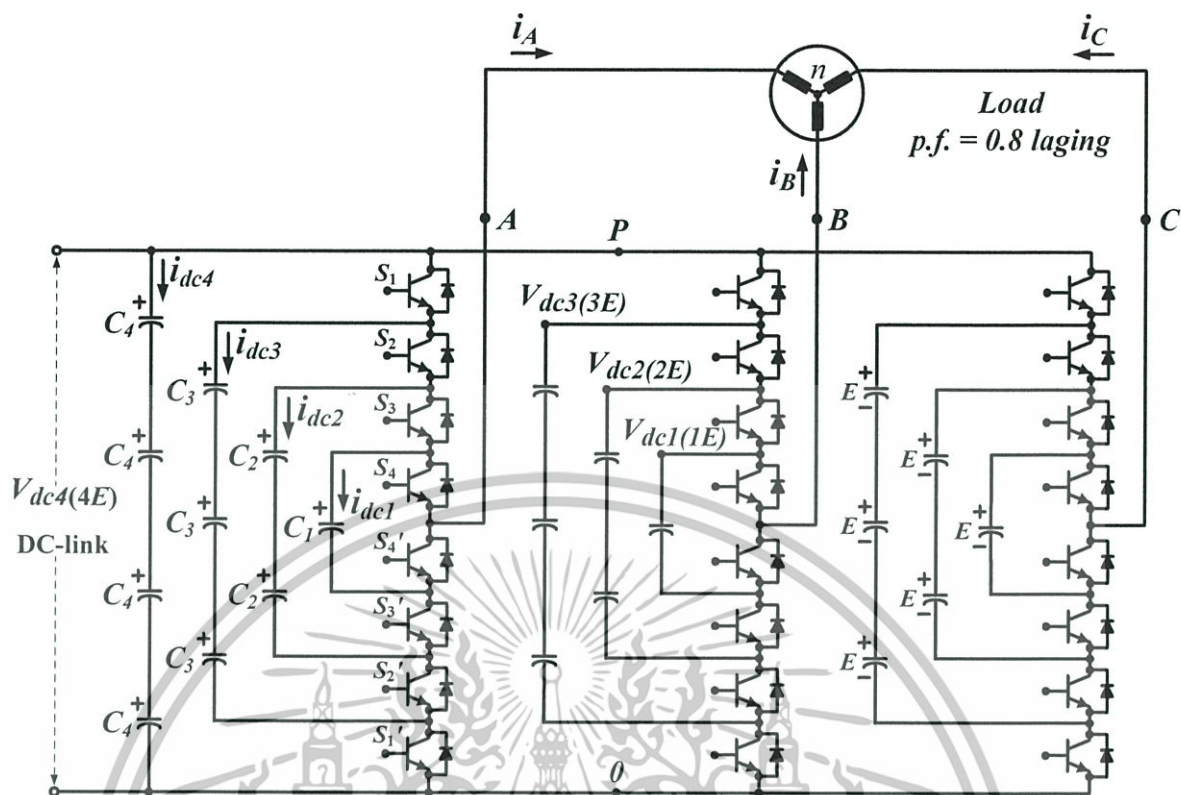 i_A
i_C
n
Load
p.f. = 0.8 laging
i_B
A
P
B
C
i_dc4
S_1
C_4
V_dc3(3E)
i_dc3
S_2
V_dc2(2E)
C_3
i_dc2
S_3
E
V_dc1(1E)
C_4
C_2
S_4
E
V_dc4(4E)
i_dc1
DC-link
C_3
C_1
S_4'
E
E
C_4
C_2
S_3'
E
C_3
S_2'
E
C_4
S_1'
0